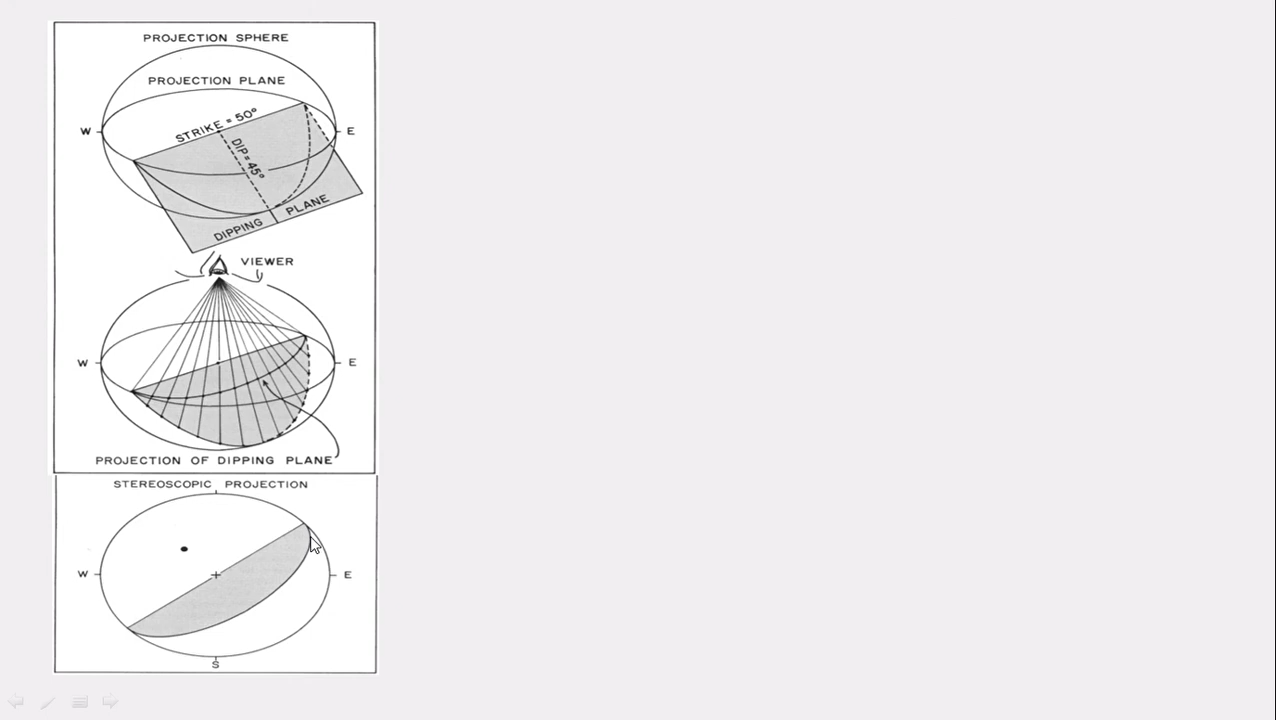 PROJECTION SPHERE
PROJECTION PLANE
STRIKE = 50°
W
E
DIP = 45°
DIPPING PLANE
VIEWER
W
E
PROJECTION OF DIPPING PLANE
STEREOSCOPIC PROJECTION
W
E
S